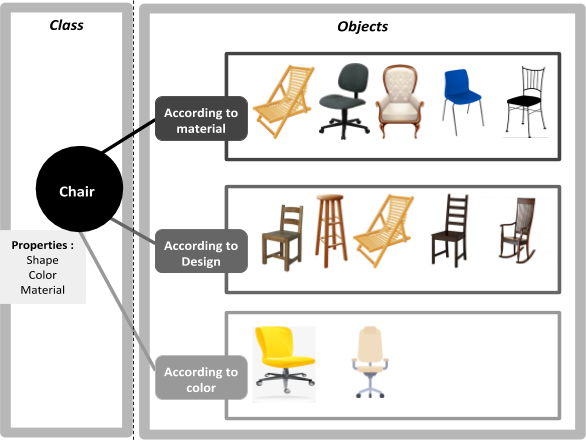 Class
Objects
According to
material
Chair
Properties :
Shape
Color
Material
According to
Design
According to
color